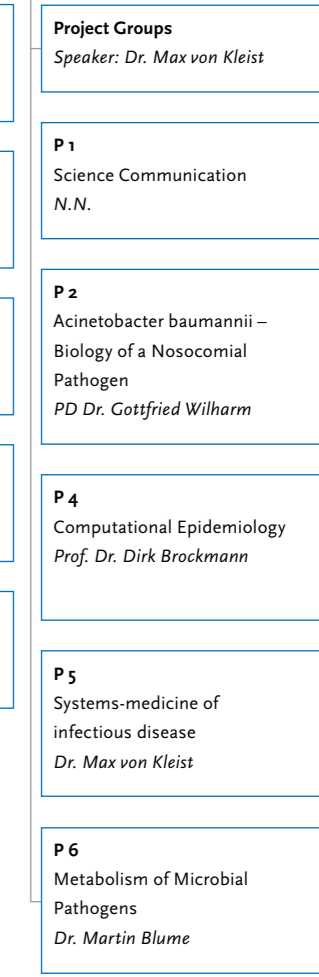 Project Groups
Speaker: Dr. Max von Kleist
P 1
Science Communication
N.N.
P 2
Acinetobacter baumannii –
Biology of a Nosocomial
Pathogen
PD Dr. Gottfried Wilharm
P 4
Computational Epidemiology
Prof. Dr. Dirk Brockmann
P 5
Systems-medicine of
infectious disease
Dr. Max von Kleist
P 6
Metabolism of Microbial
Pathogens
Dr. Martin Blume